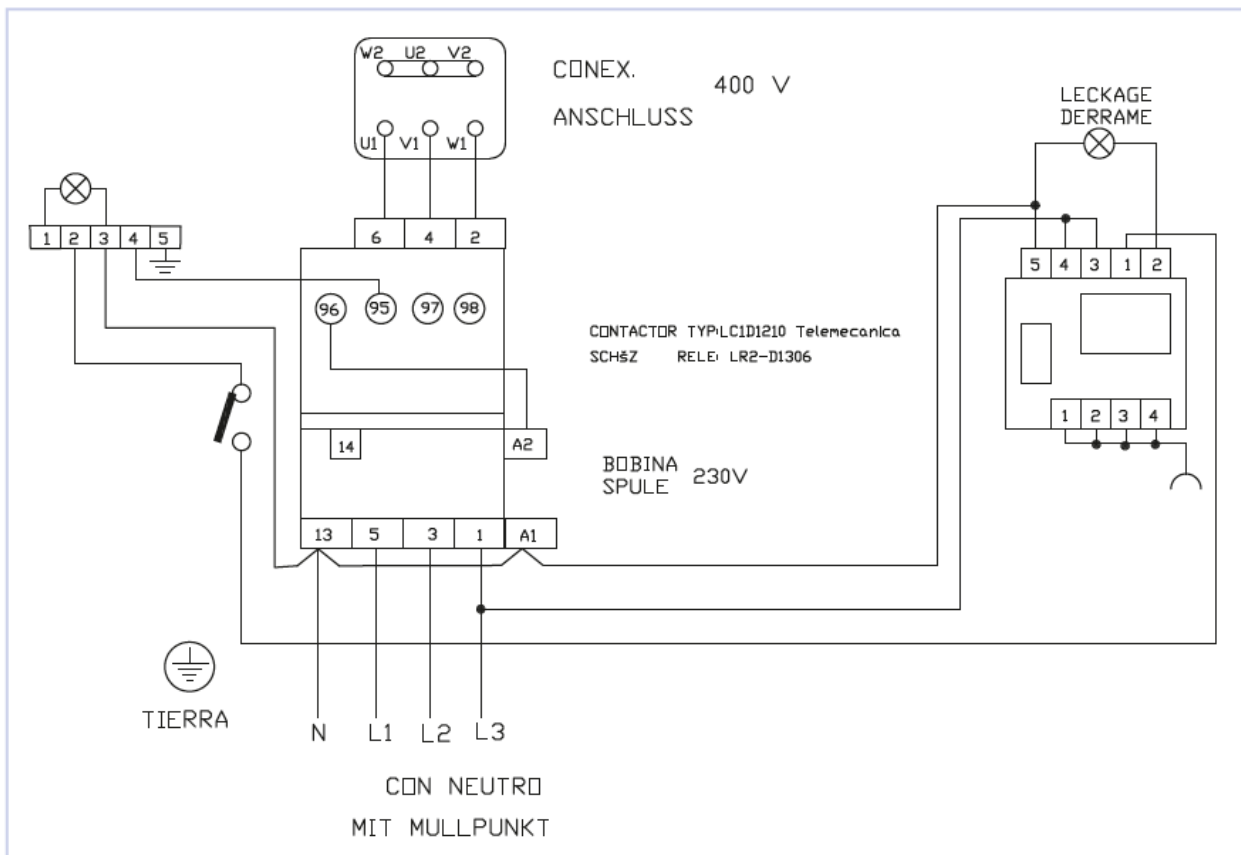 W2 U2 V2
CONEX. 400 V
ANSCHLUSS
U1 V1 W1
LECKAGE
DERRAME
1 2 3 4 5
6 4 2
5 4 3 1 2
96 95 97 98
CONTACTOR TYP:LC1D1210 Telemecanica
SCHšZ RELE: LR2-D1306
14 A2
BOBINA
SPULE 230V
1 2 3 4
13 5 3 1 A1
TIERRA
N L1 L2 L3
CON NEUTRO
MIT MULLPUNKT